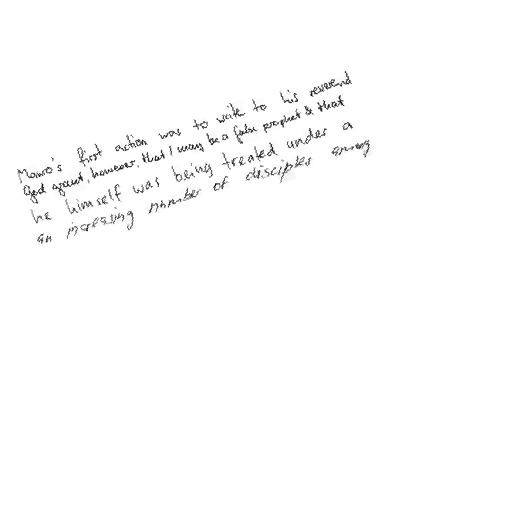 Mauro's first action was to write to his reverend
God grant, however, that I may be a false prophet & that
he himself was being treated under a
an increasing number of disciples among